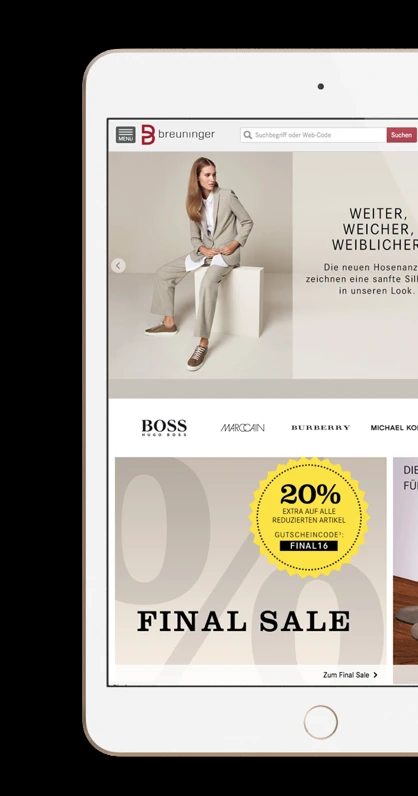 MENU
breuninger
Suchbegriff oder Web-Code
Suchen
WEITER,
WEICHER,
WEIBLICHER
Die neuen Hosenanz
zeichnen eine sanfte Sil
in unseren Look.
BOSS
HUGO BOSS
MARCCAIN
BURBERRY
MICHAEL KO
DIE
FÜ
20%
EXTRA AUF ALLE
REDUZIERTEN ARTIKEL
GUTSCHEINCODE²:
FINAL16
%
FINAL SALE
Zum Final Sale